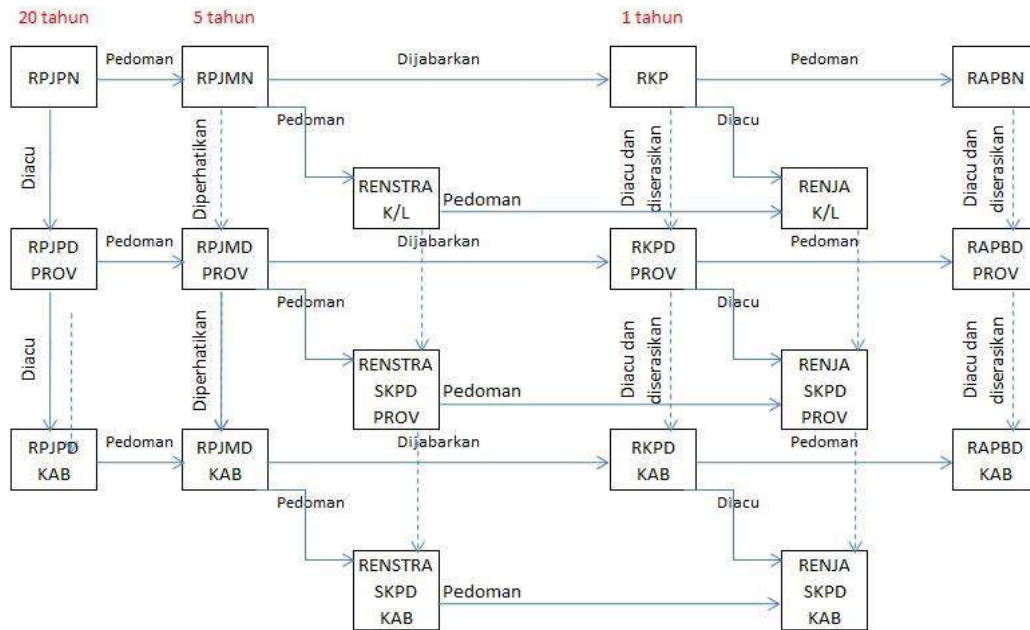 20 tahun
5 tahun
1 tahun
RPJPN
Pedoman
RPJMN
Dijabarkan
RKP
Pedoman
RAPBN
Diacu
Diperhatikan
Pedoman
Diacu dan
diserasikan
Diacu
Diacu dan
diserasikan
RENSTRA
K/L
Pedoman
RENJA
K/L
RPJPD
PROV
Pedoman
RPJMD
PROV
Dijabarkan
RKPD
PROV
Pedoman
RAPBD
PROV
Diacu
Diperhatikan
Pedoman
Diacu dan
diserasikan
Diacu
Diacu dan
diserasikan
RENSTRA
SKPD
PROV
Pedoman
RENJA
SKPD
PROV
RPJPD
KAB
Pedoman
RPJMD
KAB
Dijabarkan
RKPD
KAB
Pedoman
RAPBD
KAB
Pedoman
Diacu
RENSTRA
SKPD
KAB
Pedoman
RENJA
SKPD
KAB